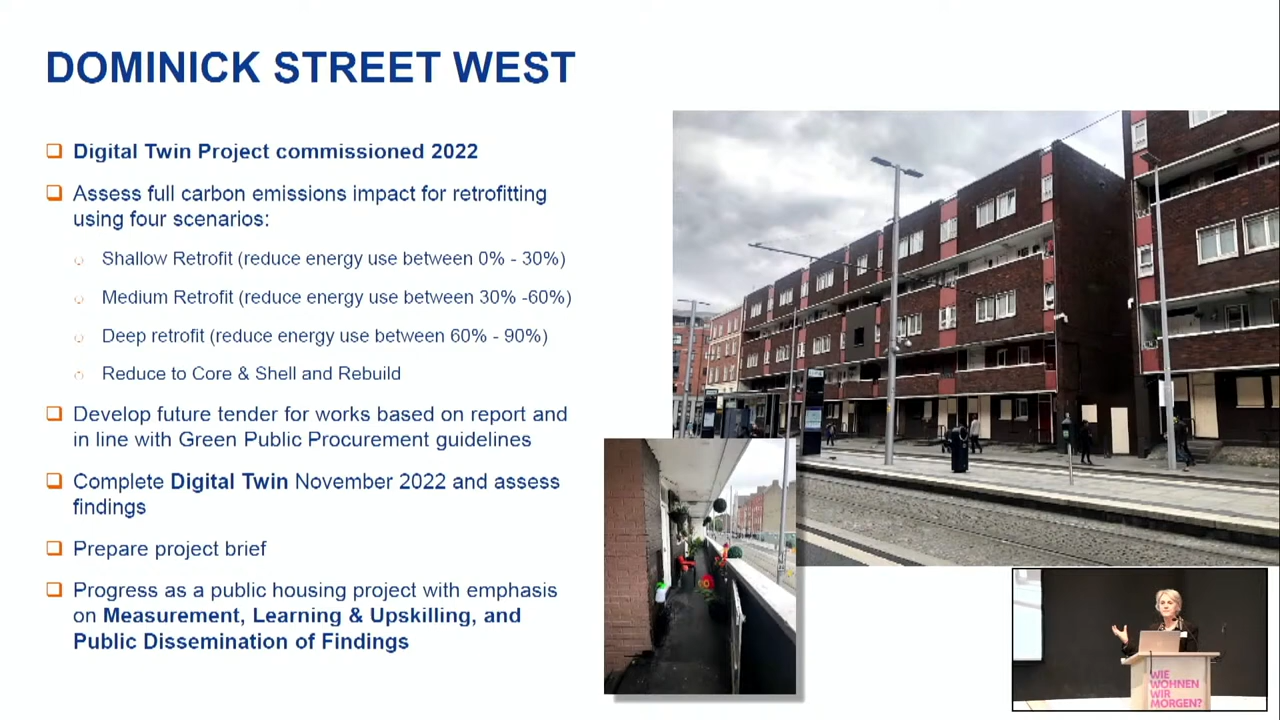 DOMINICK STREET WEST
Digital Twin Project commissioned 2022
Assess full carbon emissions impact for retrofitting
using four scenarios:
Shallow Retrofit (reduce energy use between 0% - 30%)
Medium Retrofit (reduce energy use between 30% -60%)
Deep retrofit (reduce energy use between 60% - 90%)
Reduce to Core & Shell and Rebuild
Develop future tender for works based on report and
in line with Green Public Procurement guidelines
Complete Digital Twin November 2022 and assess
findings
Prepare project brief
Progress as a public housing project with emphasis
on Measurement, Learning & Upskilling, and
Public Dissemination of Findings
WIE
WOHNEN
WIR
MORGEN?